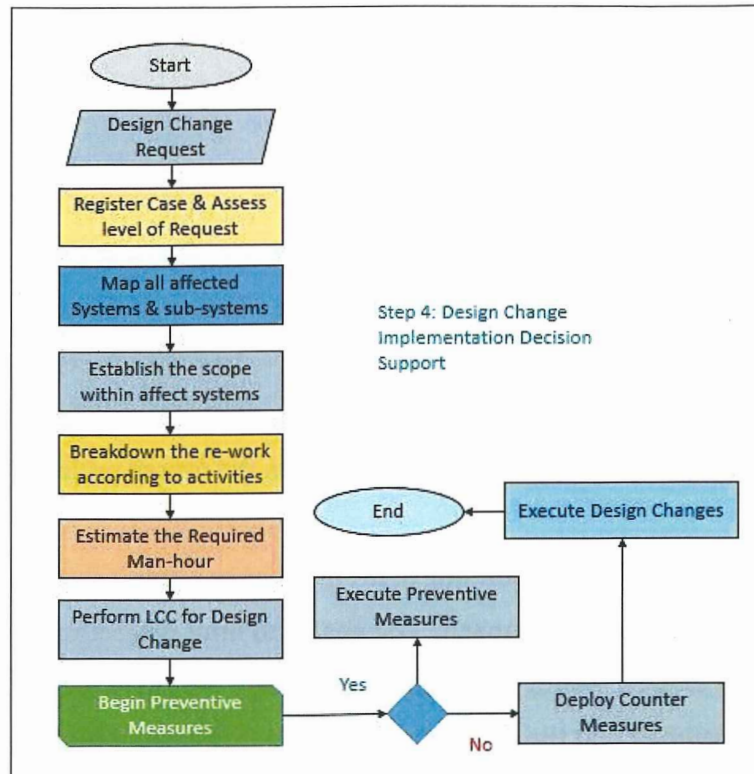 Start
Design Change
Request
Register Case & Assess
level of Request
Map all affected
Systems & sub-systems
Step 4: Design Change
Implementation Decision
Support
Establish the scope
within affect systems
Breakdown the re-work
according to activities
End
Execute Design Changes
Estimate the Required
Man-hour
Execute Preventive
Measures
Perform LCC for Design
Change
Begin Preventive
Measures
Yes
No
Deploy Counter
Measures